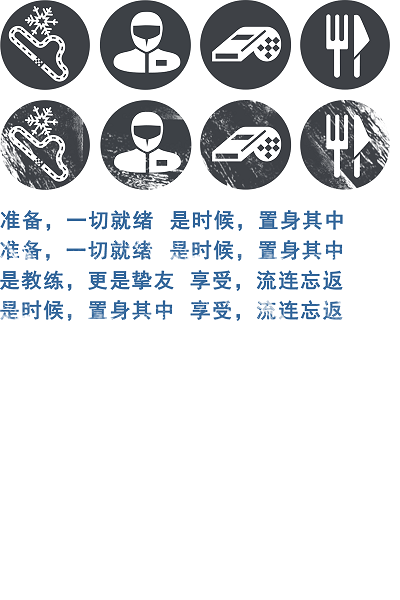 准备，一切就绪 是时候，置身其中
准备，一切就绪 是时候，置身其中
是教练，更是挚友 享受，流连忘返
是时候，置身其中 享受，流连忘返